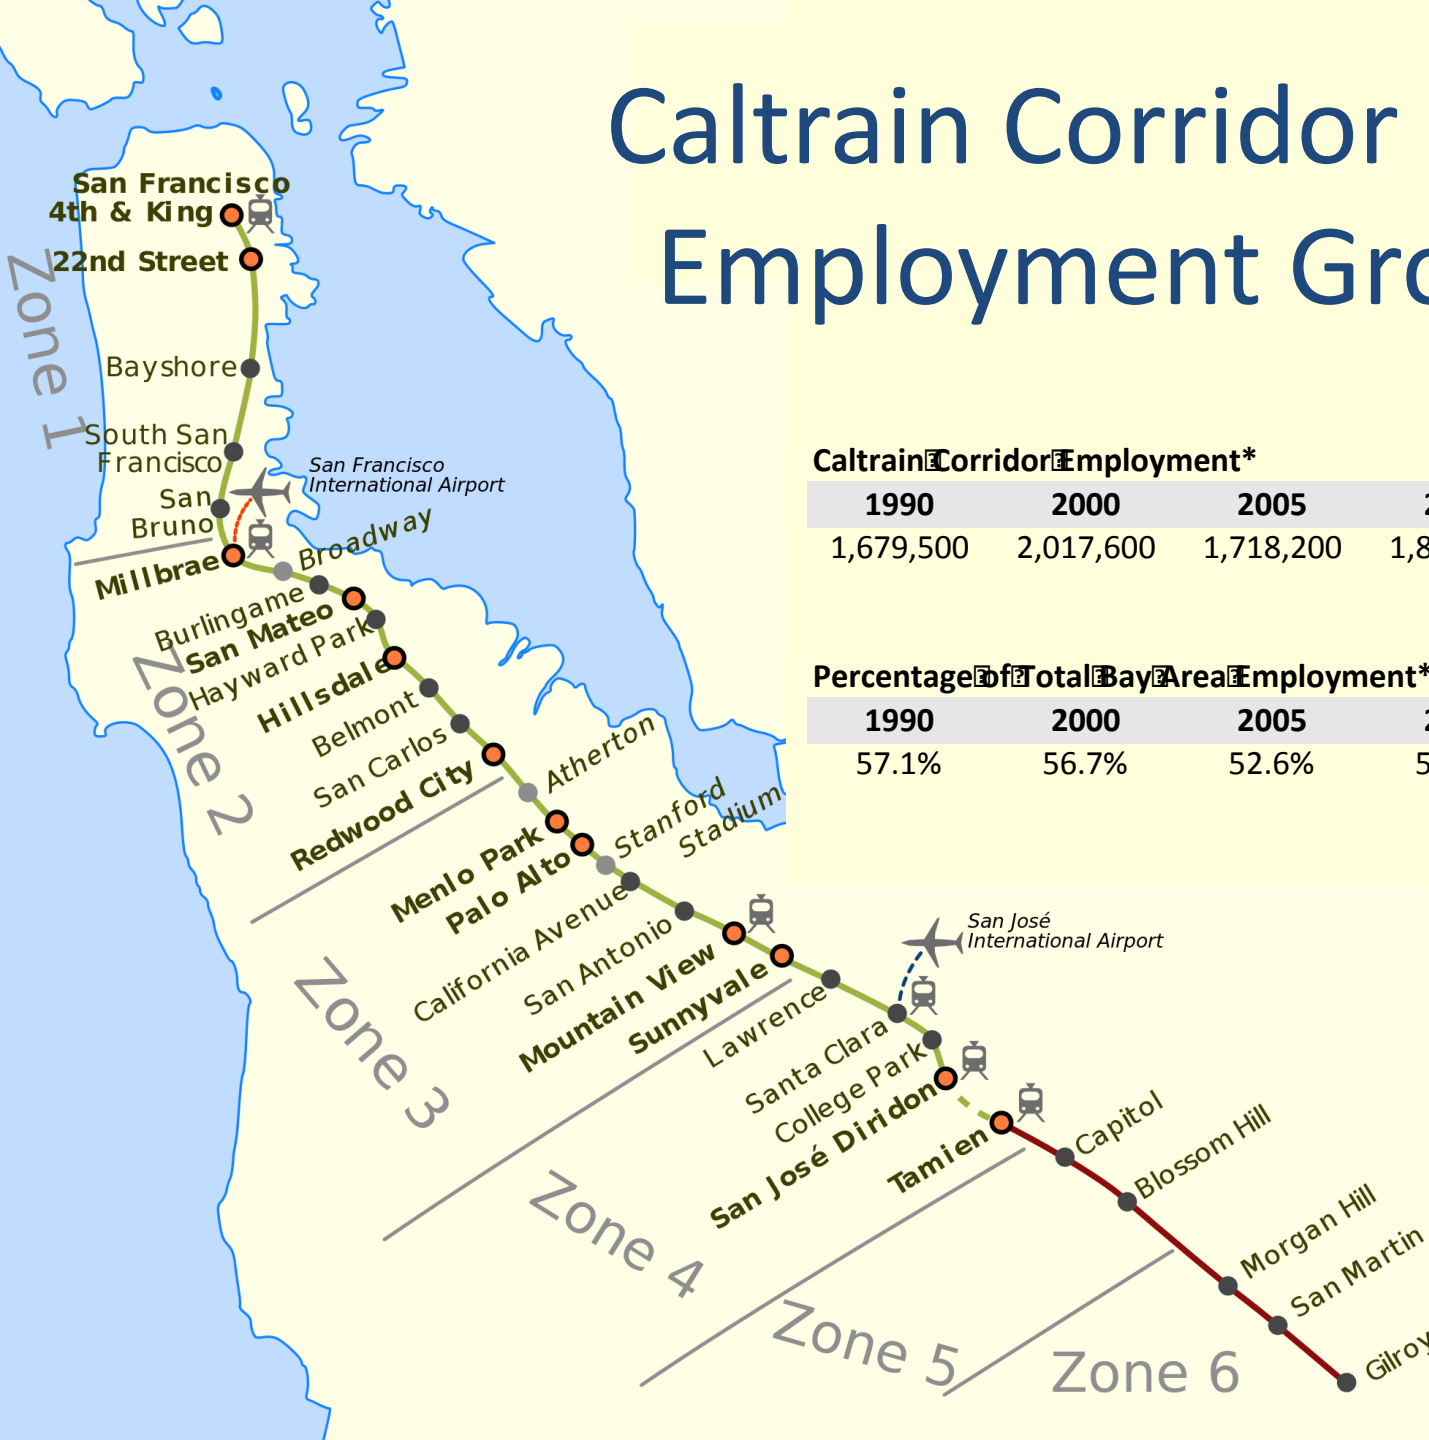 Caltrain Corridor
Employment Gro
San Francisco
4th & King
22nd Street
Zone 1
Bayshore
South San
Francisco
San Francisco
International Airport
San
Bruno
Millbrae
Broadway
Burlingame
San Mateo
Hayward Park
Hillsdale
Zone 2
Belmont
San Carlos
Redwood City
Atherton
Menlo Park
Palo Alto
Stanford
Stadium
California Avenue
San Antonio
Mountain View
Sunnyvale
Zone 3
Lawrence
San José
International Airport
Santa Clara
College Park
San José Diridon
Tamien
Zone 4
Capitol
Blossom Hill
Zone 5
Morgan Hill
San Martin
Gilroy
Zone 6
Caltrain Corridor Employment*
1990 2000 2005
1,679,500 2,017,600 1,718,200 1,8
Percentage of Total Bay Area Employment*
1990 2000 2005
57.1% 56.7% 52.6% 5